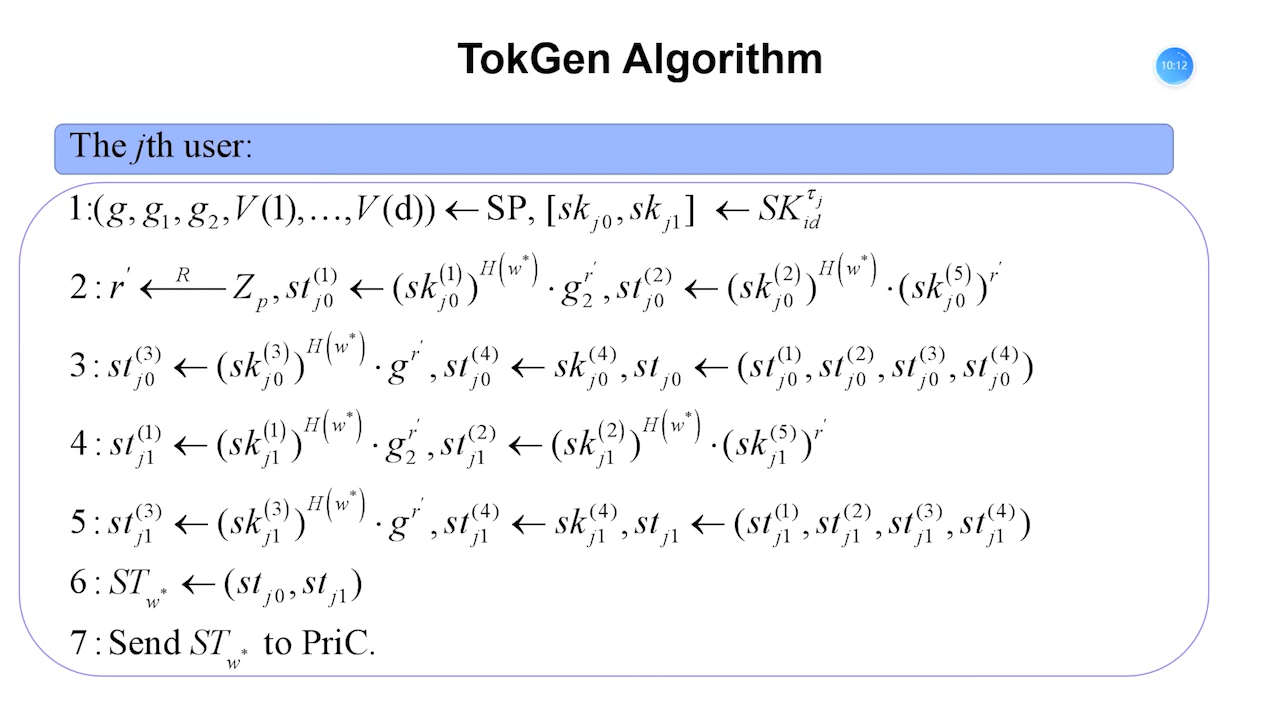 TokGen Algorithm
10:12
The jth user:
1:(g, g₁, g₂, V(1),…,V(d)) ← SP, [sk_{j0}, sk_{j1}] ← SK_{id}^{τ_j}
2: r′ ←^{R} Z_p, st_{j0}^{(1)} ← (sk_{j0}^{(1)})^{H(w*)} · g_2^{r′}, st_{j0}^{(2)} ← (sk_{j0}^{(2)})^{H(w*)} · (sk_{j0}^{(5)})^{r′}
3: st_{j0}^{(3)} ← (sk_{j0}^{(3)})^{H(w*)} · g^{r′}, st_{j0}^{(4)} ← sk_{j0}^{(4)}, st_{j0} ← (st_{j0}^{(1)}, st_{j0}^{(2)}, st_{j0}^{(3)}, st_{j0}^{(4)})
4: st_{j1}^{(1)} ← (sk_{j1}^{(1)})^{H(w*)} · g_2^{r′}, st_{j1}^{(2)} ← (sk_{j1}^{(2)})^{H(w*)} · (sk_{j1}^{(5)})^{r′}
5: st_{j1}^{(3)} ← (sk_{j1}^{(3)})^{H(w*)} · g^{r′}, st_{j1}^{(4)} ← sk_{j1}^{(4)}, st_{j1} ← (st_{j1}^{(1)}, st_{j1}^{(2)}, st_{j1}^{(3)}, st_{j1}^{(4)})
6: ST_{w*} ← (st_{j0}, st_{j1})
7: Send ST_{w*} to PriC.